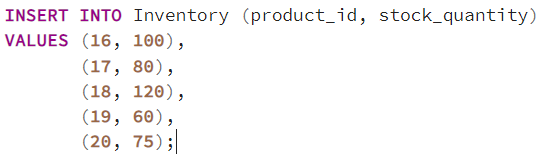 INSERT INTO Inventory (product_id, stock_quantity)
VALUES (16, 100),
(17, 80),
(18, 120),
(19, 60),
(20, 75);